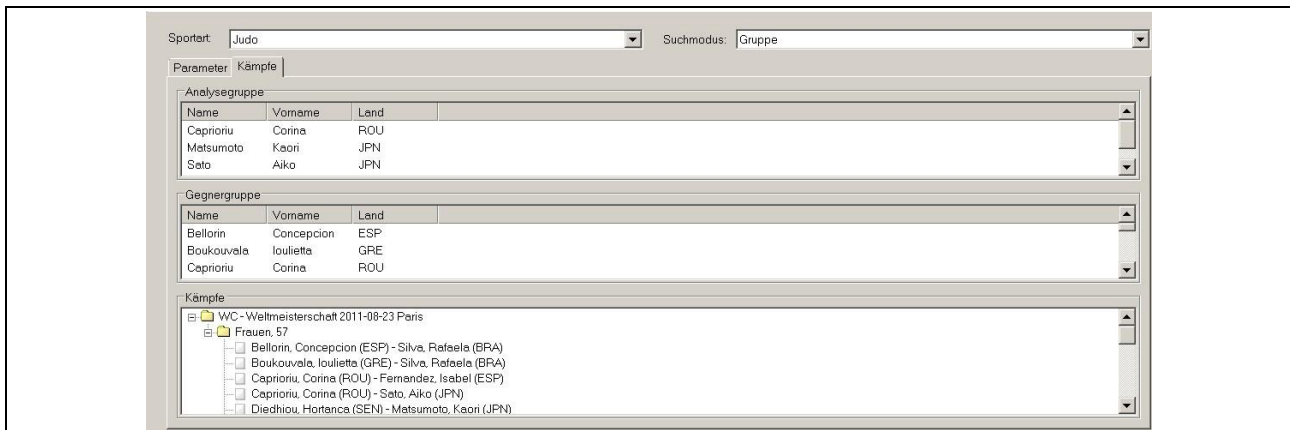 Sportart: Judo Suchmodus: Gruppe
Parameter Kämpfe
Analysegruppe
Name Vorname Land
Caprioriu Corina ROU
Matsumoto Kaori JPN
Sato Aiko JPN
Gegnergruppe
Name Vorname Land
Bellorin Concepcion ESP
Boukouvala Ioulietta GRE
Caprioriu Corina ROU
Kämpfe
WC - Weltmeisterschaft 2011-08-23 Paris
Frauen, 57
Bellorin, Concepcion (ESP) - Silva, Rafaela (BRA)
Boukouvala, Ioulietta (GRE) - Silva, Rafaela (BRA)
Caprioriu, Corina (ROU) - Fernandez, Isabel (ESP)
Caprioriu, Corina (ROU) - Sato, Aiko (JPN)
Diedhiou, Hortanca (SEN) - Matsumoto, Kaori (JPN)